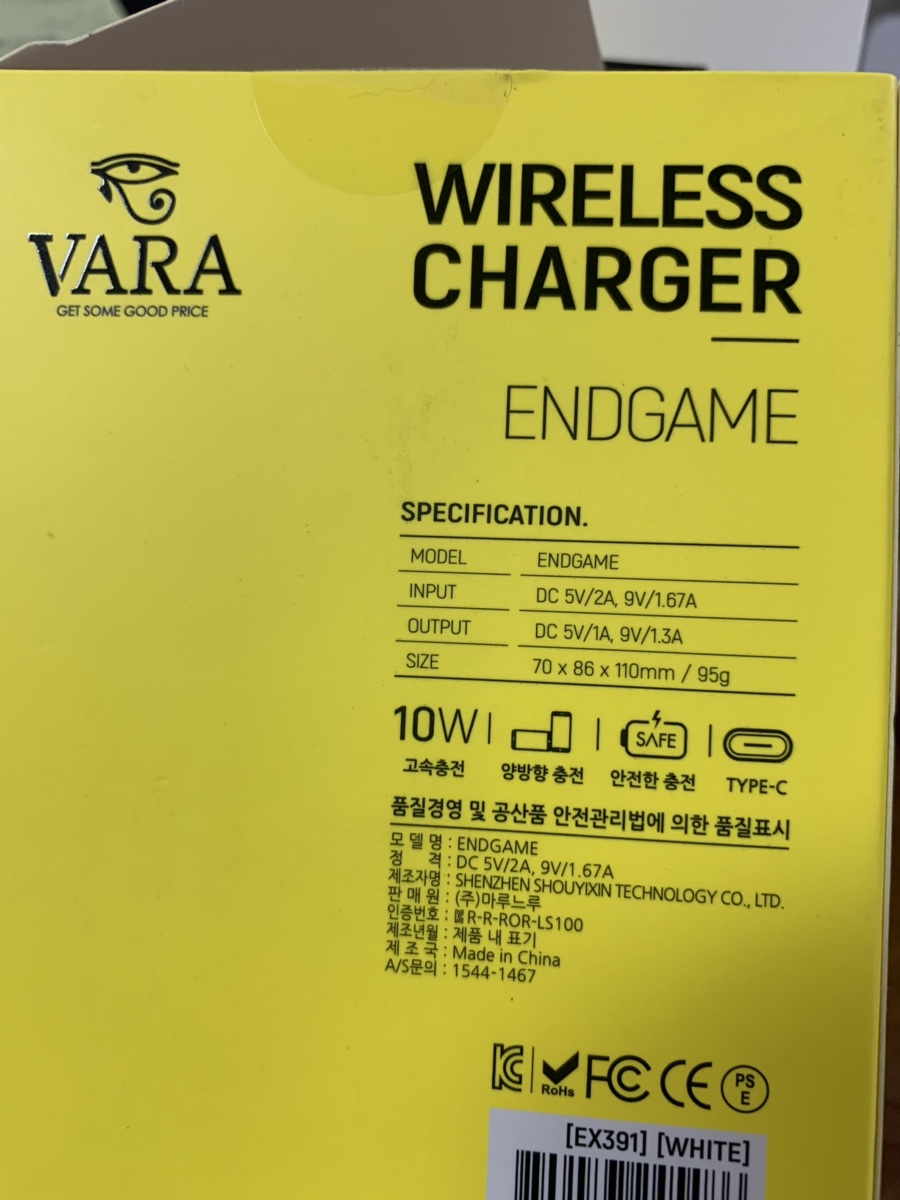 VARA
GET SOME GOOD PRICE
WIRELESS
CHARGER
ENDGAME
SPECIFICATION.
MODEL ENDGAME
INPUT DC 5V/2A, 9V/1.67A
OUTPUT DC 5V/1A, 9V/1.3A
SIZE 70 x 86 x 110mm / 95g
10W
고속충전
양방향 충전
SAFE
안전한 충전
TYPE-C
품질경영 및 공산품 안전관리법에 의한 품질표시
모 델 명 : ENDGAME
정 격 : DC 5V/2A, 9V/1.67A
제조자명 : SHENZHEN SHOUYIXIN TECHNOLOGY CO., LTD.
판 매 원 : (주)마루느루
인증번호 : R-R-ROR-LS100
제조년월 : 제품 내 표기
제 조 국 : Made in China
A/S문의 : 1544-1467
KC RoHs FC CE PS E
[EX391] [WHITE]